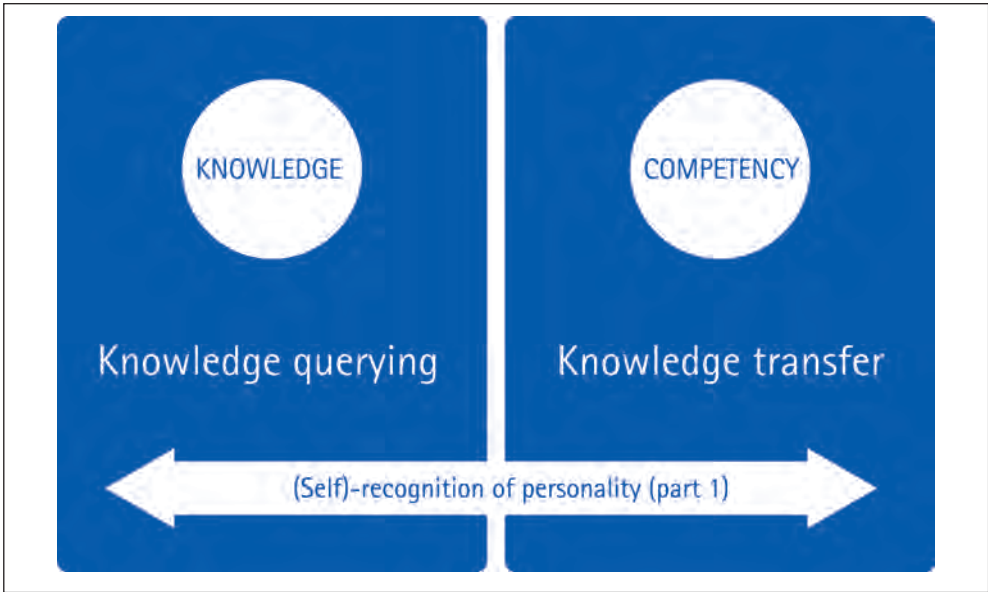 KNOWLEDGE
COMPETENCY
Knowledge querying
Knowledge transfer
(Self)-recognition of personality (part 1)